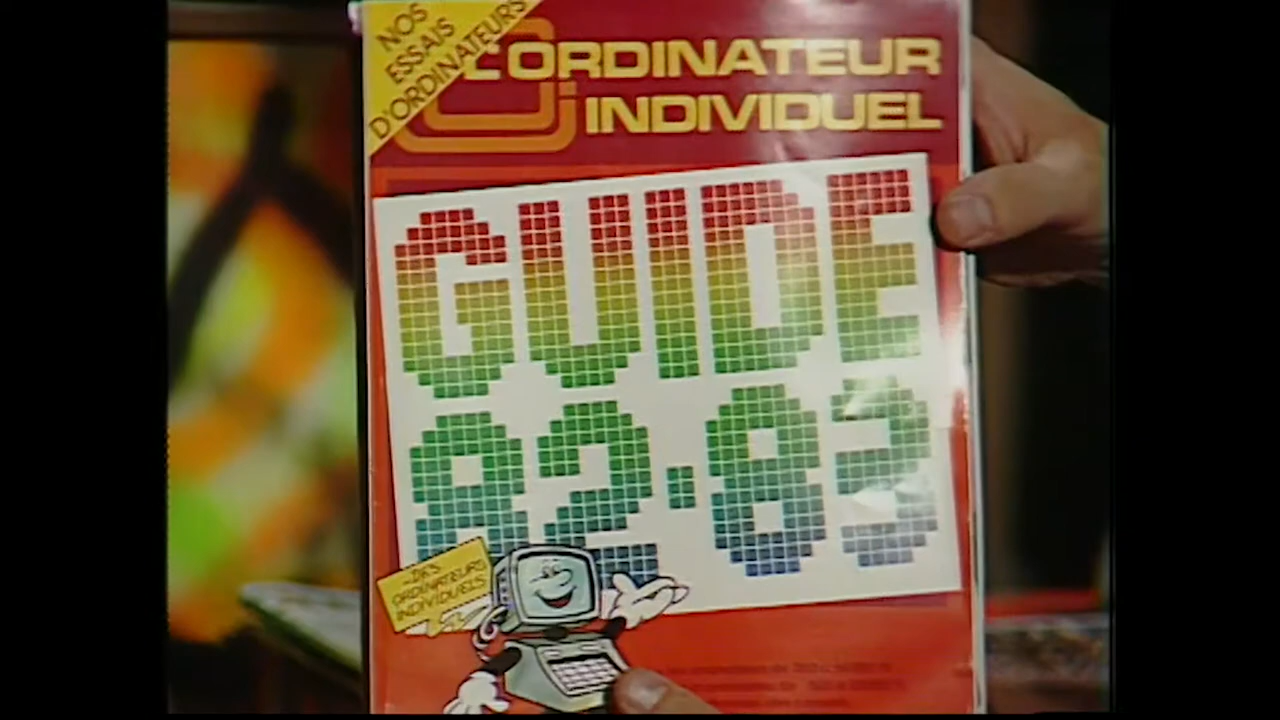 NOS
ESSAIS
D'ORDINATEURS
L'ORDINATEUR
INDIVIDUEL
GUIDE
82·83
DES
ORDINATEURS
INDIVIDUELS